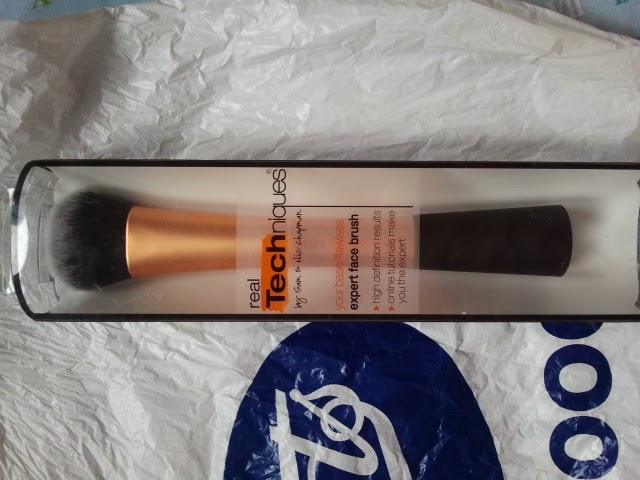 real
Techniques®
by Sam & Nic Chapman
your base/flawless
expert face brush
▸ high definition results
▸ online tutorials make
you the expert